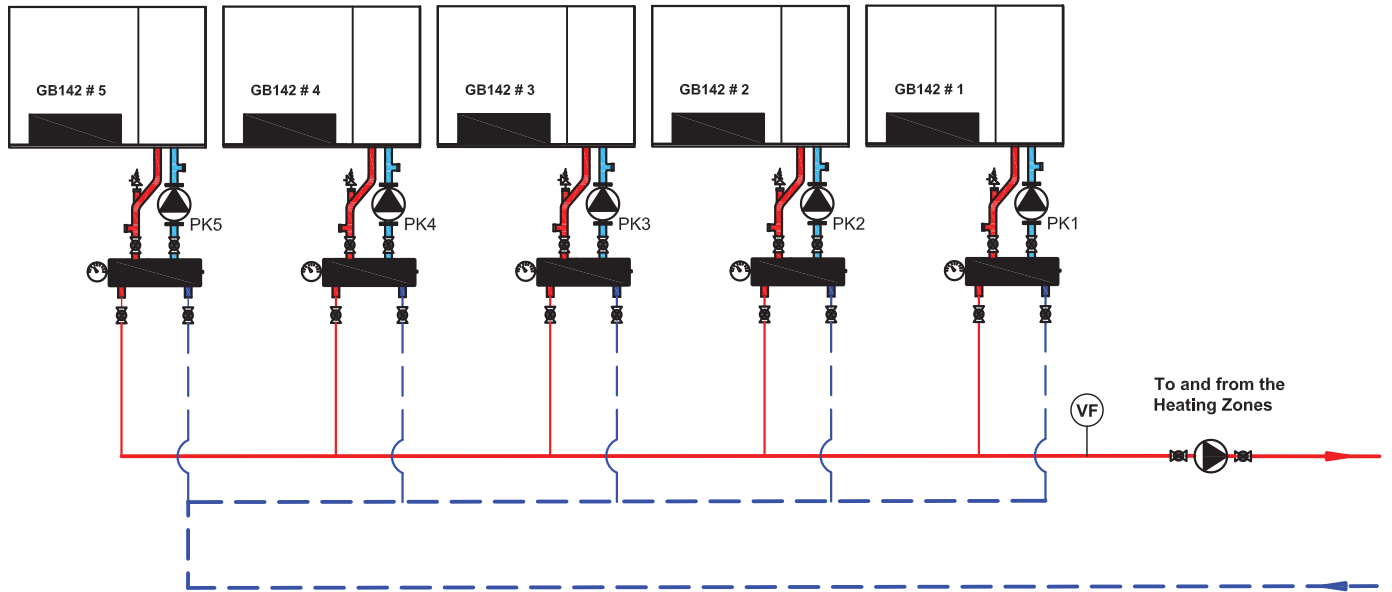 GB142 # 5
GB142 # 4
GB142 # 3
GB142 # 2
GB142 # 1
PK5
PK4
PK3
PK2
PK1
To and from the
Heating Zones
VF